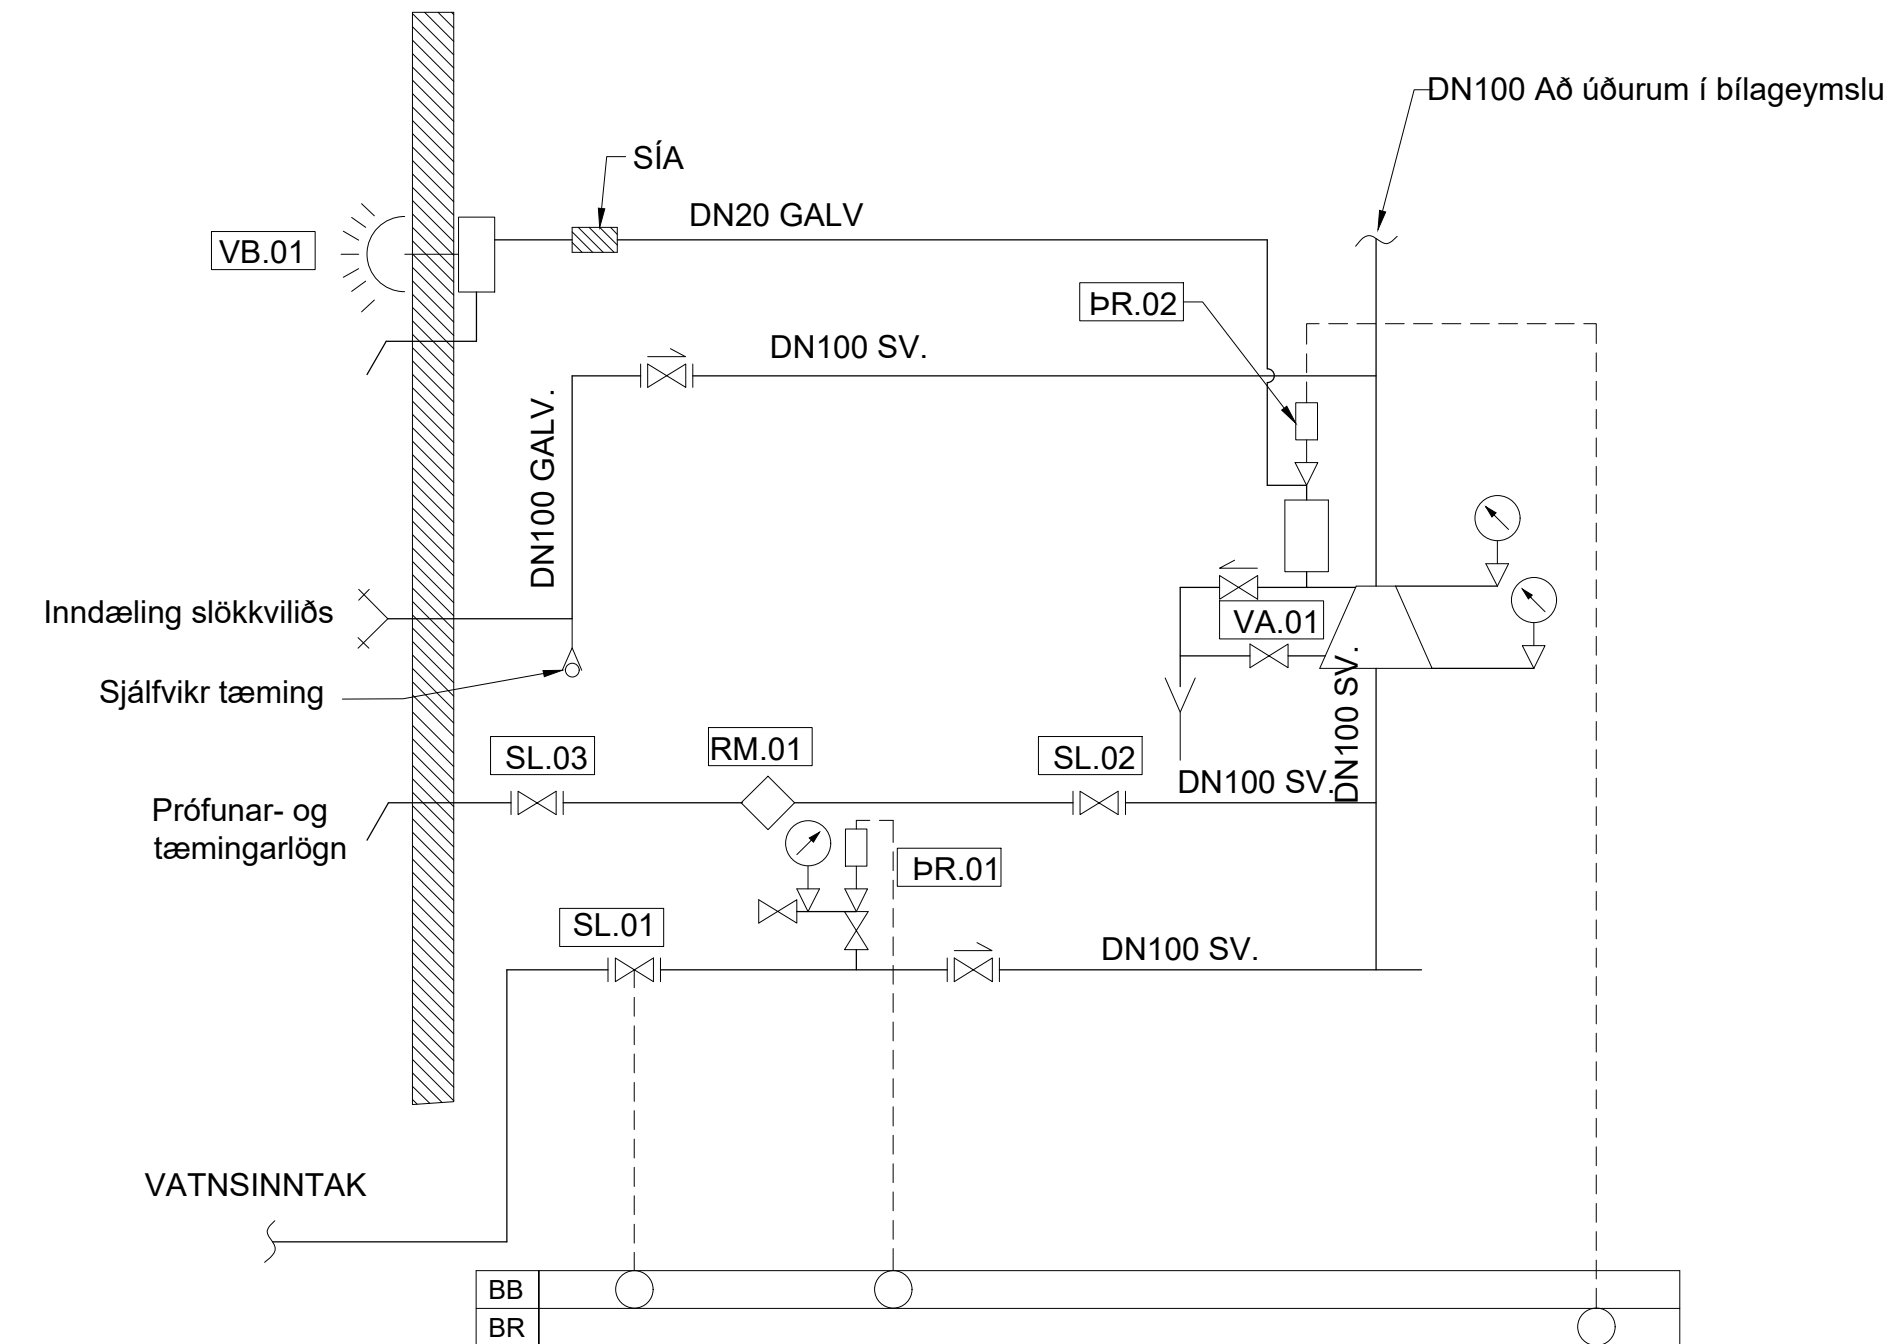 DN100 Að úðurum í bílageymslu
SÍA
DN20 GALV
VB.01
ÞR.02
DN100 SV.
DN100 GALV.
Inndæling slökkviliðs
VA.01
Sjálfvikr tæming
DN100 SV.
SL.03
RM.01
SL.02
DN100 SV.
Prófunar- og
tæmingarlögn
ÞR.01
SL.01
DN100 SV.
VATNSINNTAK
BB
BR